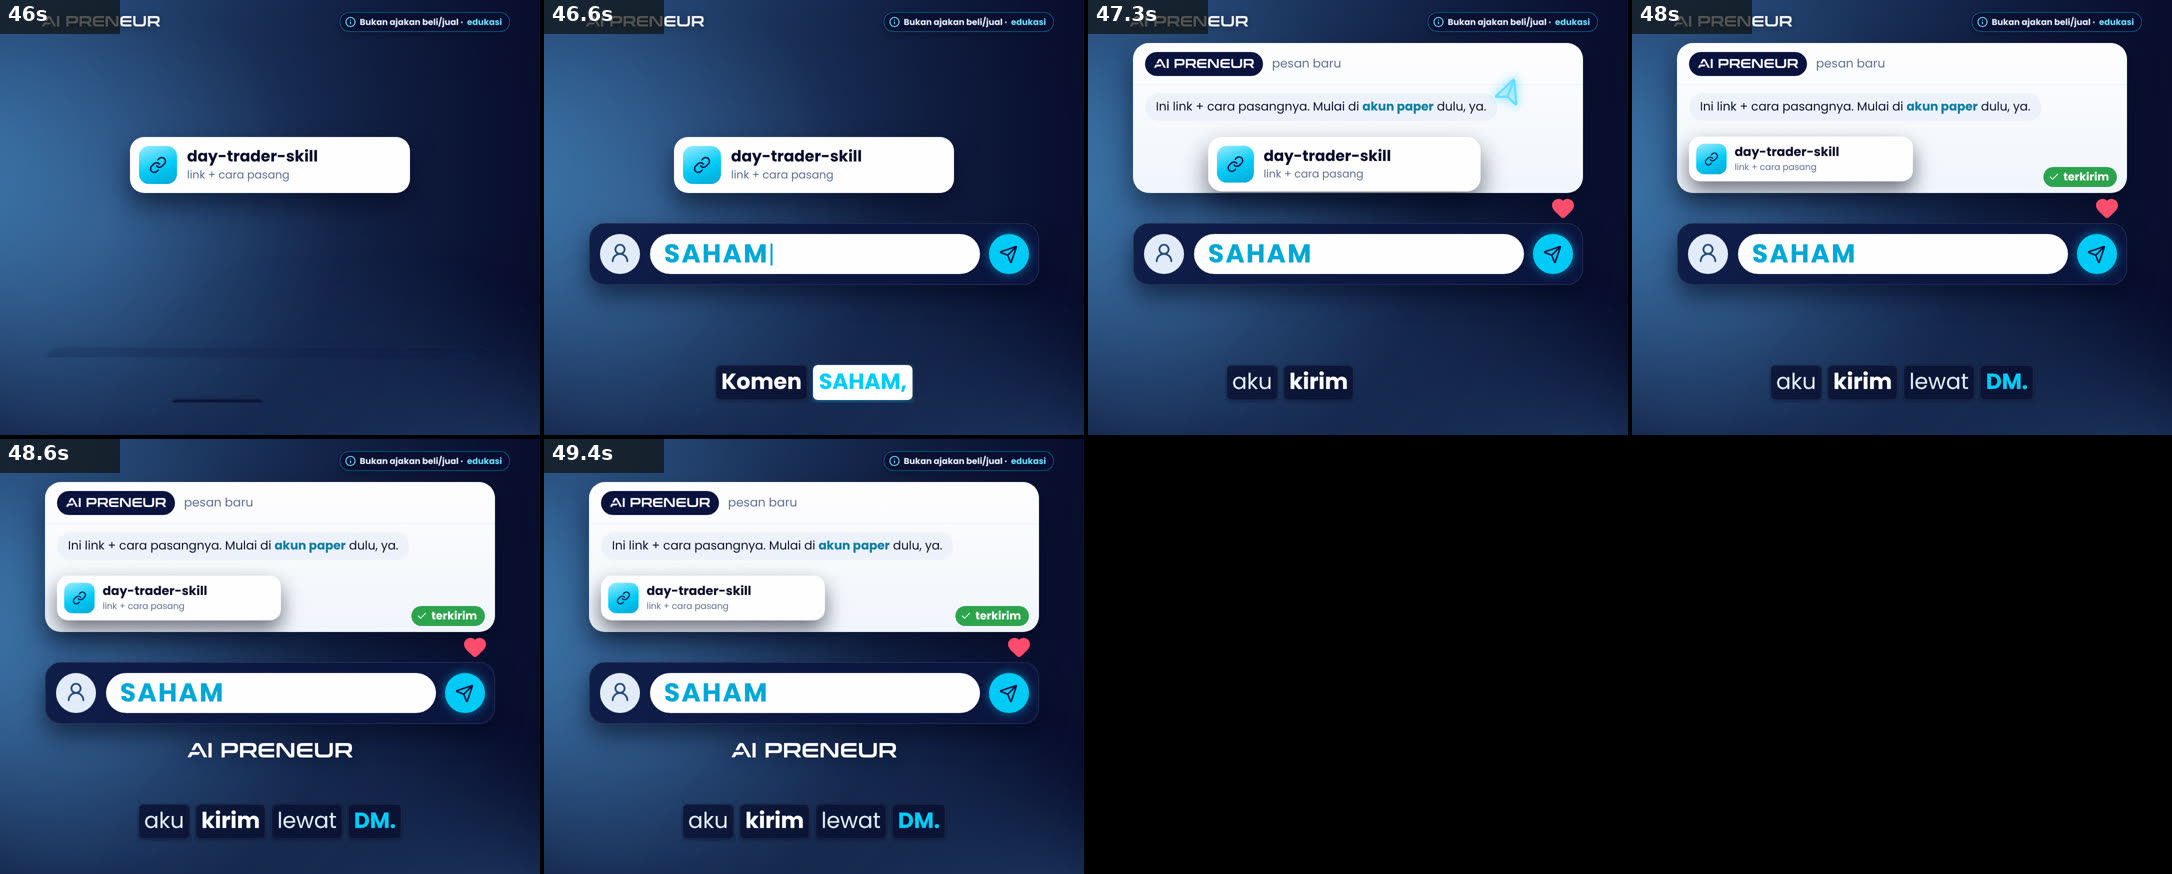 46s
AI PRENEUR
Bukan ajakan beli/jual · edukasi
day-trader-skill
link + cara pasang
46.6s
AI PRENEUR
Bukan ajakan beli/jual · edukasi
day-trader-skill
link + cara pasang
SAHAM
Komen SAHAM,
47.3s
AI PRENEUR
Bukan ajakan beli/jual · edukasi
AI PRENEUR pesan baru
Ini link + cara pasangnya. Mulai di akun paper dulu, ya.
day-trader-skill
link + cara pasang
SAHAM
aku kirim
48s
AI PRENEUR
Bukan ajakan beli/jual · edukasi
AI PRENEUR pesan baru
Ini link + cara pasangnya. Mulai di akun paper dulu, ya.
day-trader-skill
link + cara pasang
terkirim
SAHAM
aku kirim lewat DM.
48.6s
Bukan ajakan beli/jual · edukasi
AI PRENEUR pesan baru
Ini link + cara pasangnya. Mulai di akun paper dulu, ya.
day-trader-skill
link + cara pasang
terkirim
SAHAM
AI PRENEUR
aku kirim lewat DM.
49.4s
Bukan ajakan beli/jual · edukasi
AI PRENEUR pesan baru
Ini link + cara pasangnya. Mulai di akun paper dulu, ya.
day-trader-skill
link + cara pasang
terkirim
SAHAM
AI PRENEUR
aku kirim lewat DM.